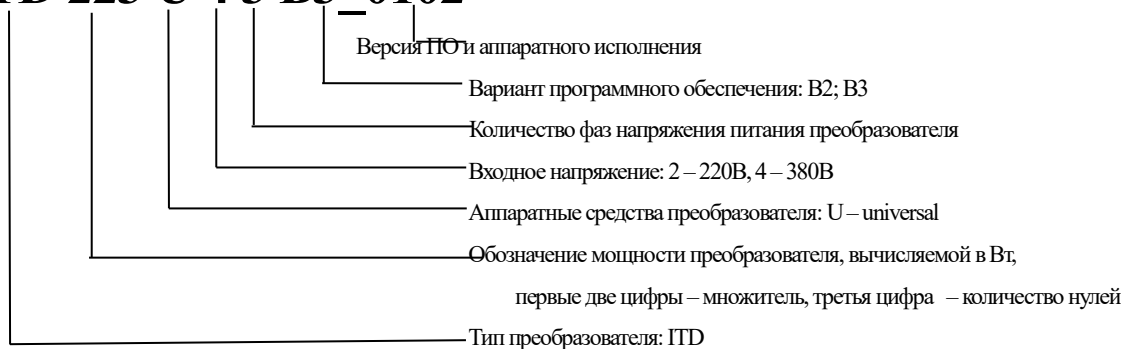 Версия ПО и аппаратного исполнения
Вариант программного обеспечения: В2; В3
Количество фаз напряжения питания преобразователя
Входное напряжение: 2 – 220В, 4 – 380В
Аппаратные средства преобразователя: U – universal
Обозначение мощности преобразователя, вычисляемой в Вт,
первые две цифры – множитель, третья цифра – количество нулей
Тип преобразователя: ITD